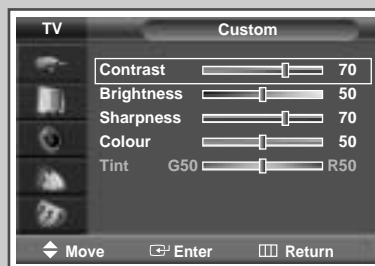 TV Custom
Contrast 70
Brightness 50
Sharpness 70
Colour 50
Tint G50 R50
Move Enter Return